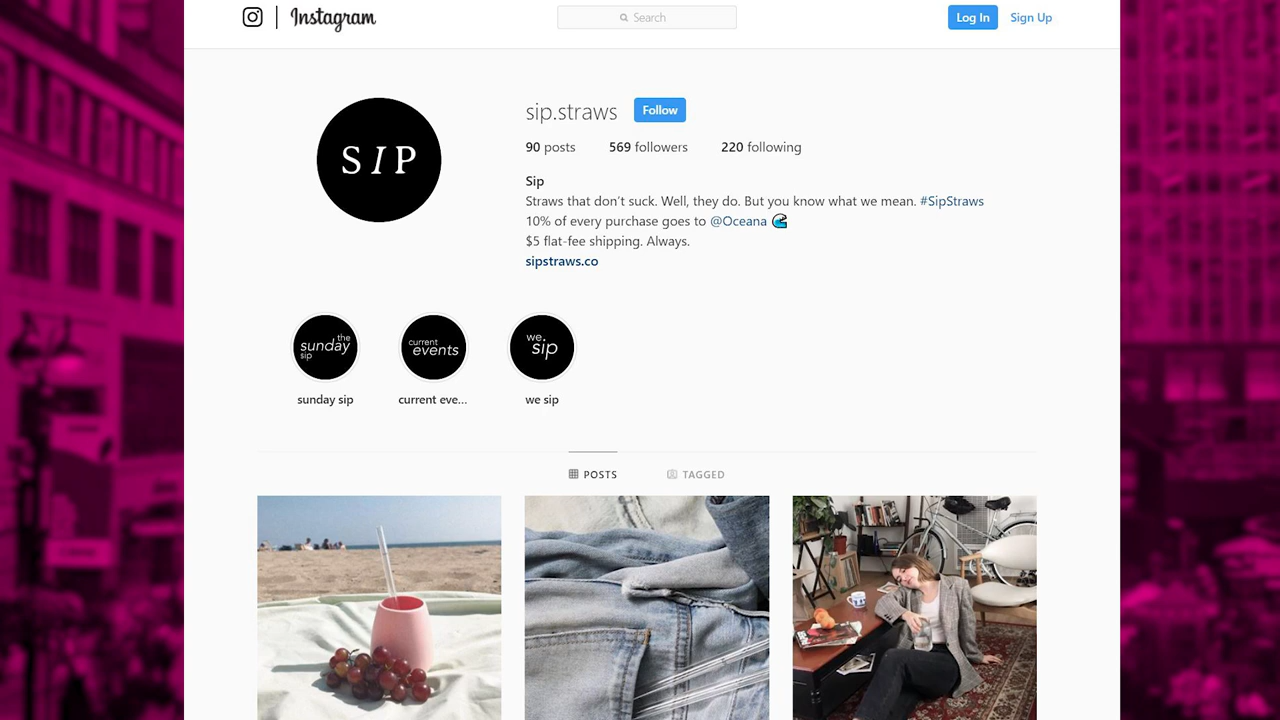 Instagram
Search
Log In
Sign Up
SIP
sip.straws
Follow
90 posts
569 followers
220 following
Sip
Straws that don’t suck. Well, they do. But you know what we mean. #SipStraws
10% of every purchase goes to @Oceana 🌊
$5 flat-fee shipping. Always.
sipstraws.co
the
sunday
sip
current
events
we
sip
sunday sip
current eve...
we sip
POSTS
TAGGED